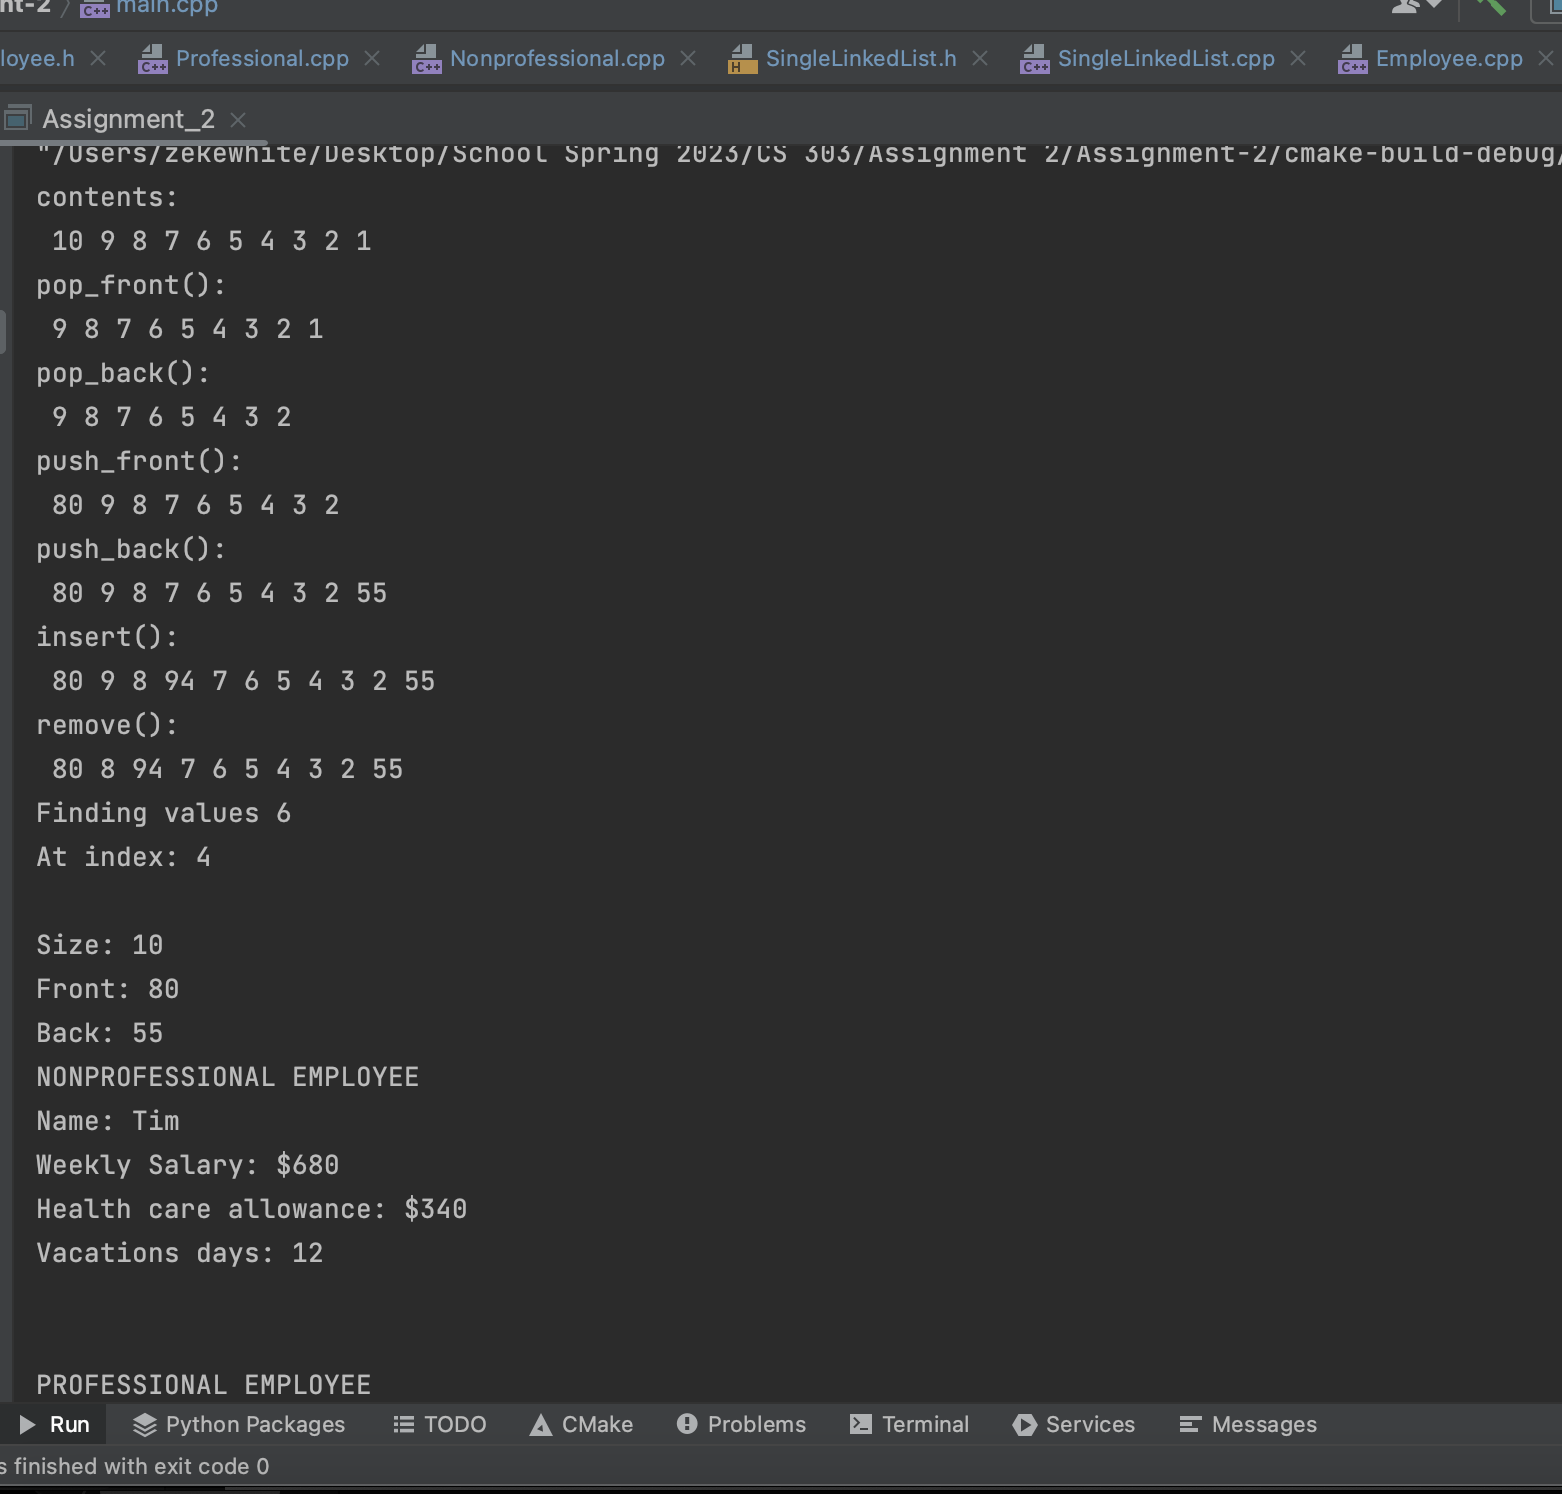 nt-2 main.cpp
loyee.h Professional.cpp Nonprofessional.cpp SingleLinkedList.h SingleLinkedList.cpp Employee.cpp
Assignment_2
"/Users/zekewhite/Desktop/School Spring 2023/CS 303/Assignment 2/Assignment-2/cmake-build-debug/
contents:
10 9 8 7 6 5 4 3 2 1
pop_front():
9 8 7 6 5 4 3 2 1
pop_back():
9 8 7 6 5 4 3 2
push_front():
80 9 8 7 6 5 4 3 2
push_back():
80 9 8 7 6 5 4 3 2 55
insert():
80 9 8 94 7 6 5 4 3 2 55
remove():
80 8 94 7 6 5 4 3 2 55
Finding values 6
At index: 4
Size: 10
Front: 80
Back: 55
NONPROFESSIONAL EMPLOYEE
Name: Tim
Weekly Salary: $680
Health care allowance: $340
Vacations days: 12
PROFESSIONAL EMPLOYEE
Run Python Packages TODO CMake Problems Terminal Services Messages
s finished with exit code 0